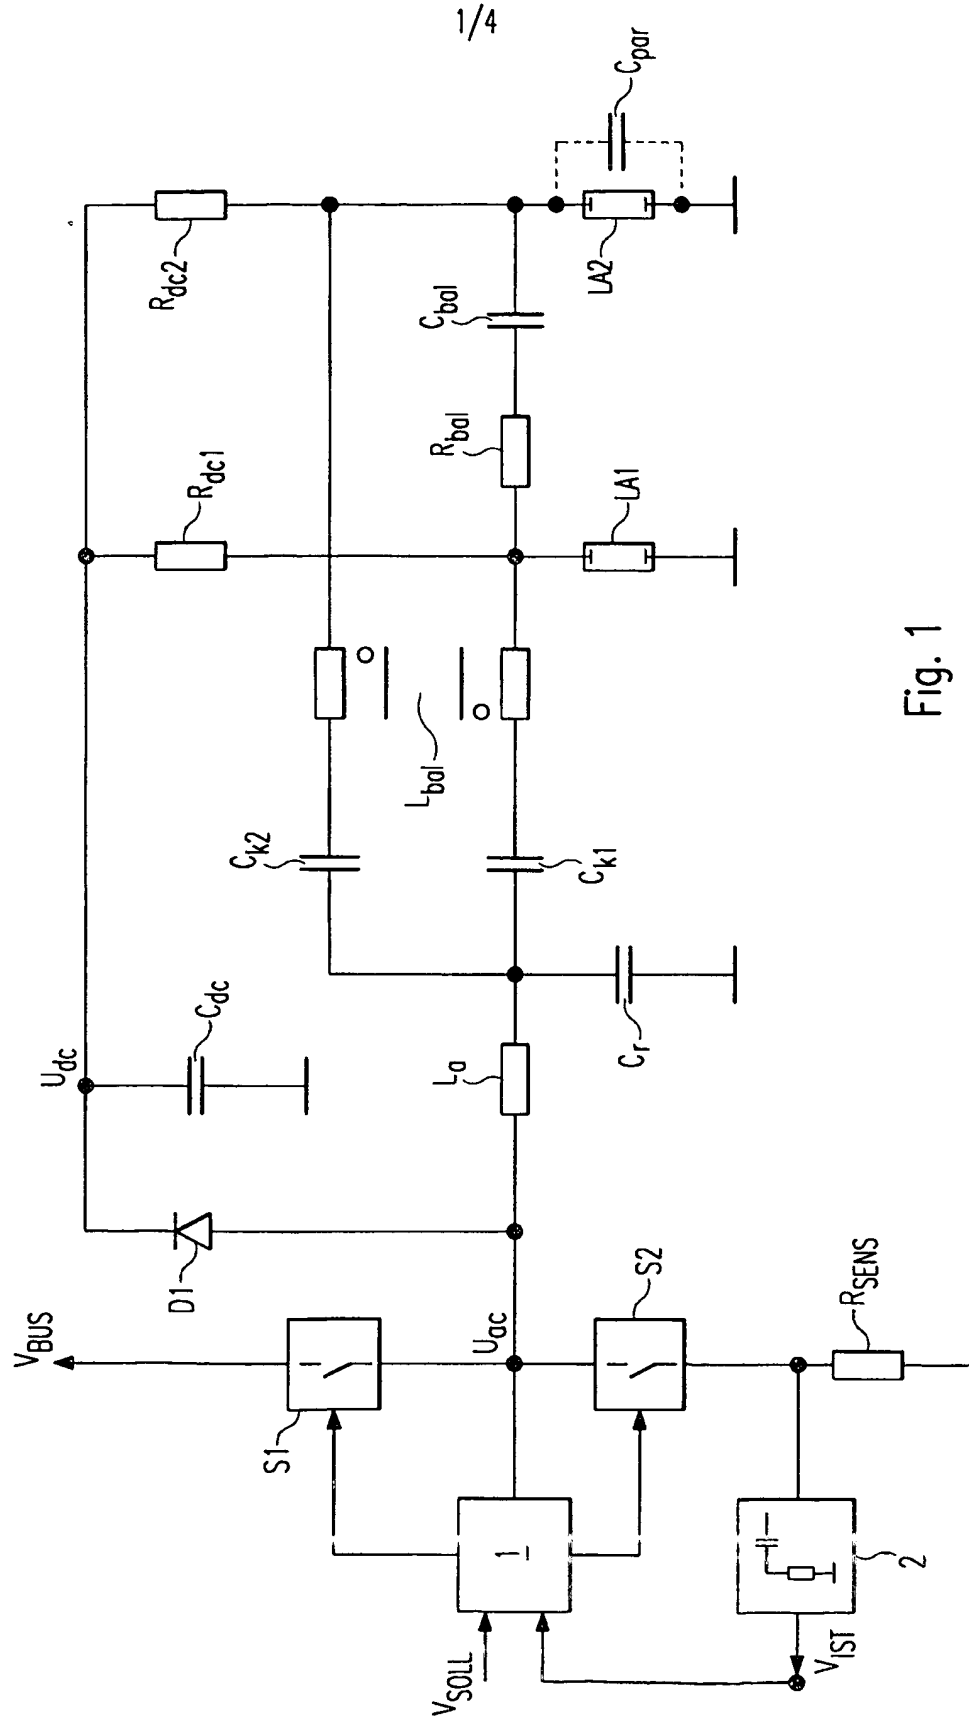 1/4
Cpar
Rdc2
LA2
Cbal
Rbal
Rdc1
LA1
Lbal
Ck2
Ck1
Udc
Cdc
La
Cr
D1
VBUS
Uac
S2
RSENS
S1
1
2
VSOLL
VIST
Fig. 1